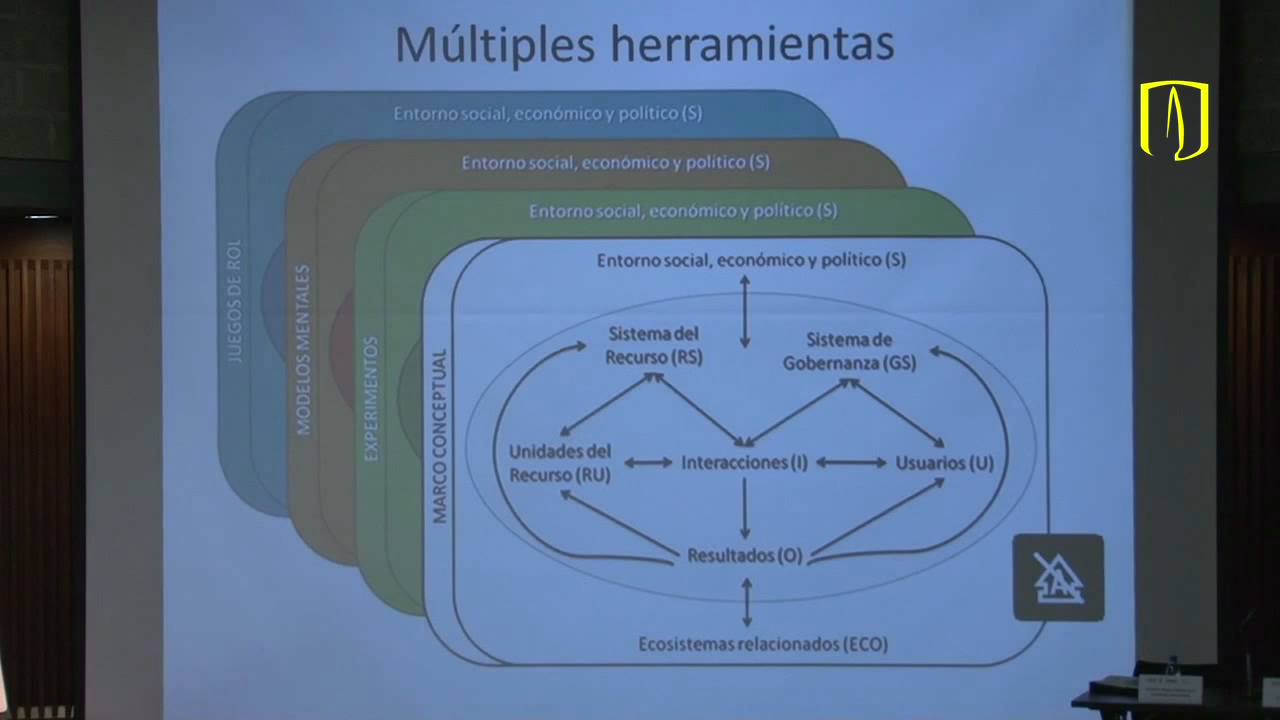 Múltiples herramientas
Entorno social, económico y político (S)
Entorno social, económico y político (S)
Entorno social, económico y político (S)
Entorno social, económico y político (S)
JUEGOS DE ROL
MODELOS MENTALES
EXPERIMENTOS
MARCO CONCEPTUAL
Sistema del
Recurso (RS)
Sistema de
Gobernanza (GS)
Unidades del
Recurso (RU)
Interacciones (I)
Usuarios (U)
Resultados (O)
Ecosistemas relacionados (ECO)